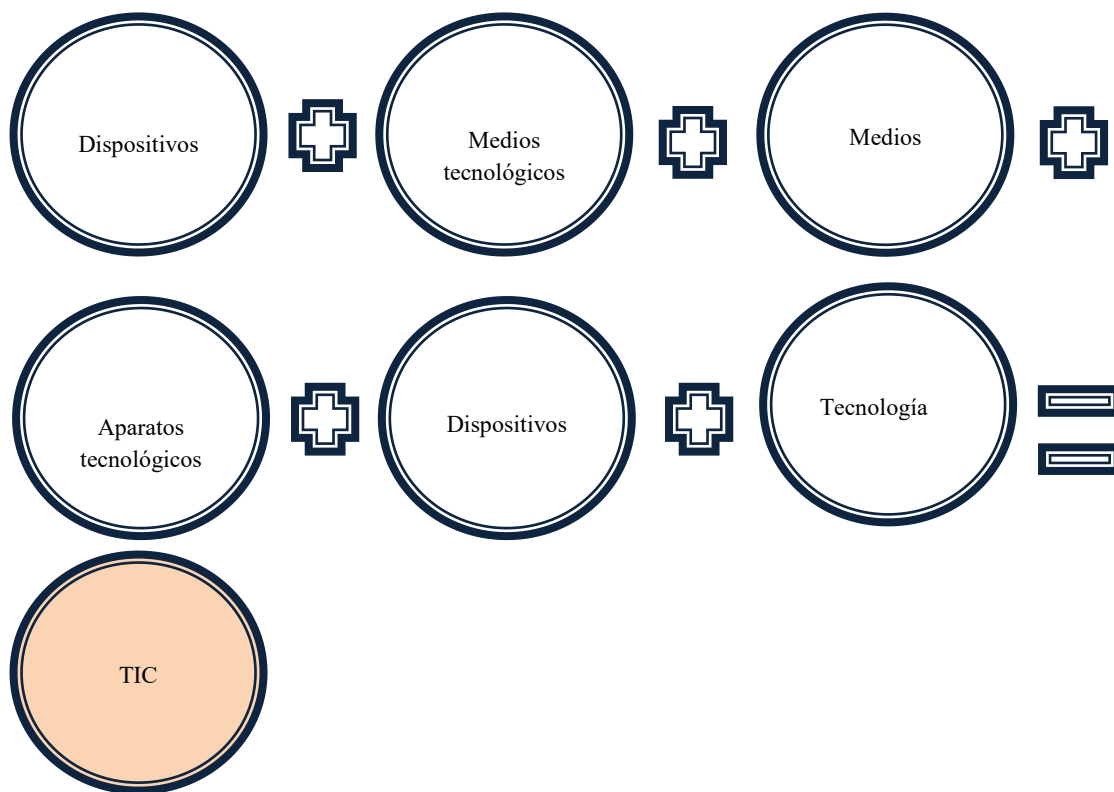 Dispositivos
Medios
tecnológicos
Medios
Aparatos
tecnológicos
Dispositivos
Tecnología
TIC